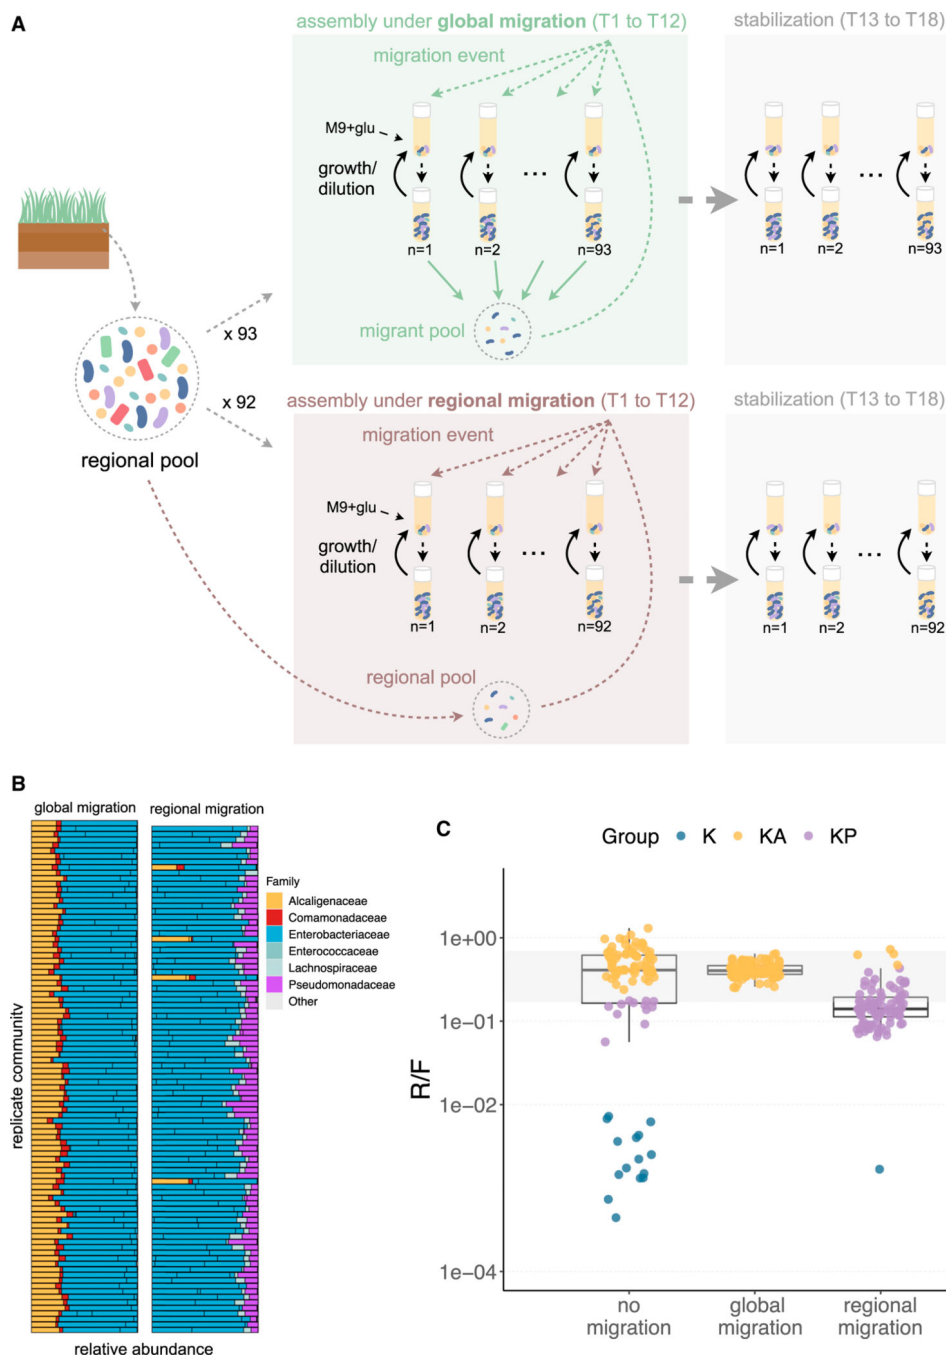 A
assembly under global migration (T1 to T12)
stabilization (T13 to T18)
migration event
M9+glu
growth/
dilution
...
...
n=1
n=2
n=93
n=1
n=2
n=93
migrant pool
x 93
x 92
regional pool
assembly under regional migration (T1 to T12)
stabilization (T13 to T18)
migration event
M9+glu
growth/
dilution
...
...
n=1
n=2
n=92
n=1
n=2
n=92
regional pool
B
global migration
regional migration
replicate community
relative abundance
Family
Alcaligenaceae
Comamonadaceae
Enterobacteriaceae
Enterococcaceae
Lachnospiraceae
Pseudomonadaceae
Other
C
Group
K
KA
KP
R/F
1e+00
1e-01
1e-02
1e-04
no
migration
global
migration
regional
migration